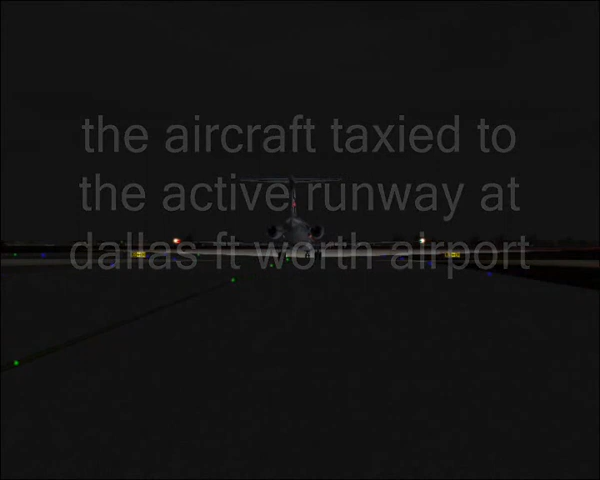 the aircraft taxied to
the active runway at
dallas ft worth airport